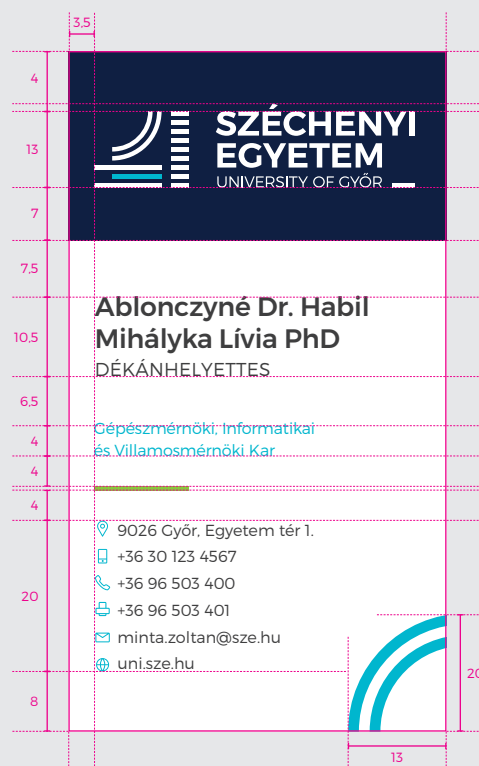 3,5
4
13
7
7,5
10,5
6,5
4
4
4
20
8
SZÉCHENYI
EGYETEM
UNIVERSITY OF GYŐR
Ablonczyné Dr. Habil
Mihályka Lívia PhD
DÉKÁNHELYETTES
Gépészmérnöki, Informatikai
és Villamosmérnöki Kar
9026 Győr, Egyetem tér 1.
+36 30 123 4567
+36 96 503 400
+36 96 503 401
minta.zoltan@sze.hu
uni.sze.hu
20
13